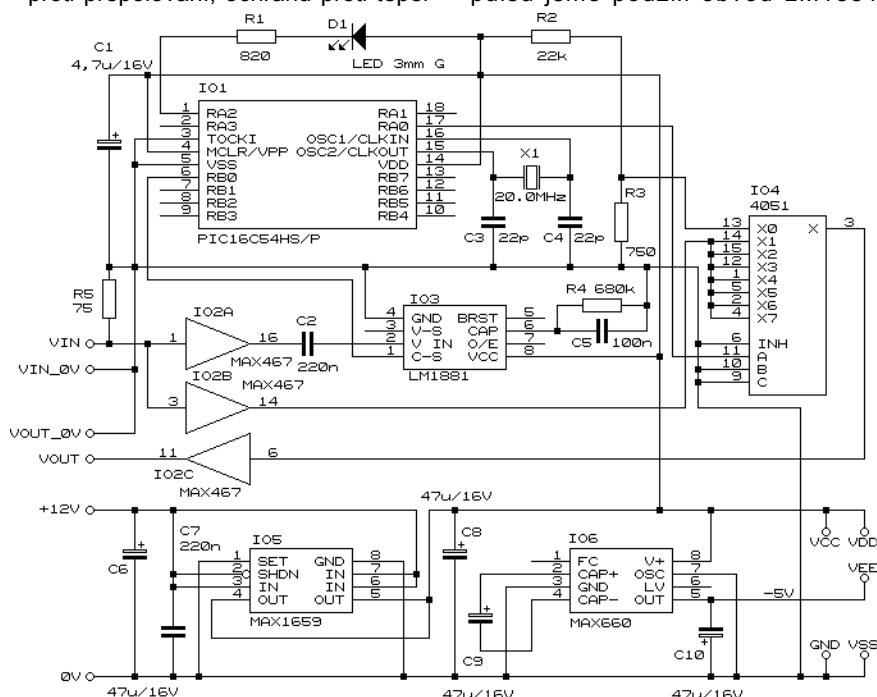 proti přepólování, ochranu proti tepel- pulsů jsme použili obvod LM1881
R1
820
D1
LED 3mm G
R2
22k
C1
4,7u/16V
IO1
1 RA2 RA1 18
2 RA3 RA0 17
3 TOCKI OSC1/CLKIN 16
4 MCLR/VPP OSC2/CLKOUT 15
5 VSS VDD 14
6 RB0 RB7 13
7 RB1 RB6 12
8 RB2 RB5 11
9 RB3 RB4 10
PIC16C54HS/P
X1
20.0MHz
C3 22p
C4 22p
R3
750
IO4
4051
13 X0 X 3
14 X1
15 X2
12 X3
1 X4
5 X5
2 X6
4 X7
6 INH
11 A
10 B
9 C
R5
75
VIN
VIN_0V
VOUT_0V
VOUT
IO2A
1 16
MAX467
C2
220n
IO2B
3 14
MAX467
11 6
IO2C
MAX467
IO3
4 GND BRST 5
3 V-S CAP 6
2 V IN O/E 7
1 C-S VCC 8
LM1881
R4 680k
C5 100n
+12V
C6
47u/16V
C7
220n
IO5
1 SET GND 8
2 SHDN IN 7
3 IN IN 6
4 OUT OUT 5
MAX1659
47u/16V
C8
C9
47u/16V
IO6
1 FC V+ 8
2 CAP+ OSC 7
3 GND LV 6
4 CAP- OUT 5
MAX660
-5V
C10
47u/16V
VCC VDD
VEE
GND VSS
0V
47u/16V